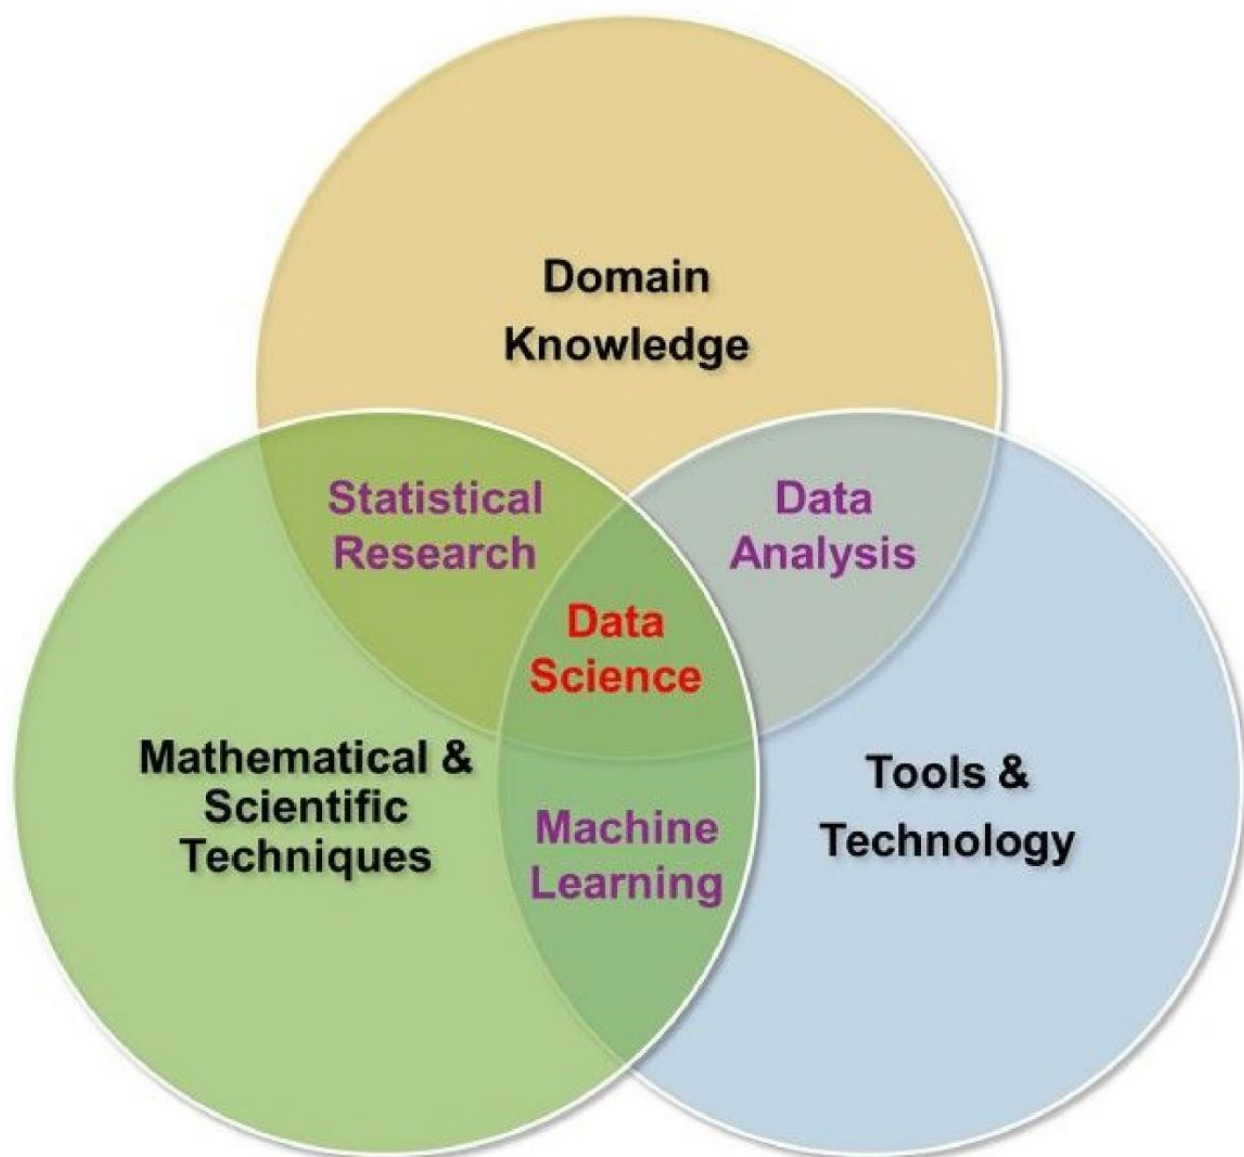 Domain
Knowledge
Statistical
Research
Data
Analysis
Data
Science
Mathematical &
Scientific
Techniques
Tools &
Technology
Machine
Learning